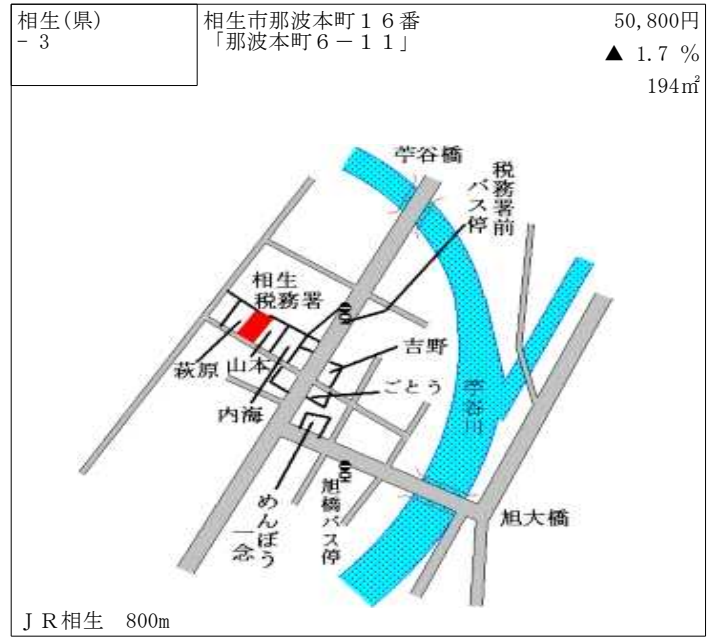 相生(県)
- 3
相生市那波本町１６番
「那波本町６－１１」
50,800円
▲ 1.7 %
194㎡
苧谷橋
税務署前
バス停
相生
税務署
吉野
萩原
山本
ごとう
内海
苧谷川
めんぼう
一念
旭橋バス停
旭大橋
ＪＲ相生　800m